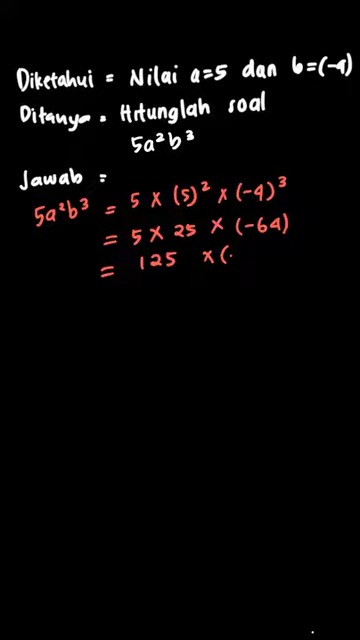 Diketahui = Nilai a=5 dan b=(-4)
Ditanya = Hitunglah soal
5a²b³
Jawab =
5a²b³ = 5 × (5)² × (-4)³
= 5 × 25 × (-64)
= 125 × (